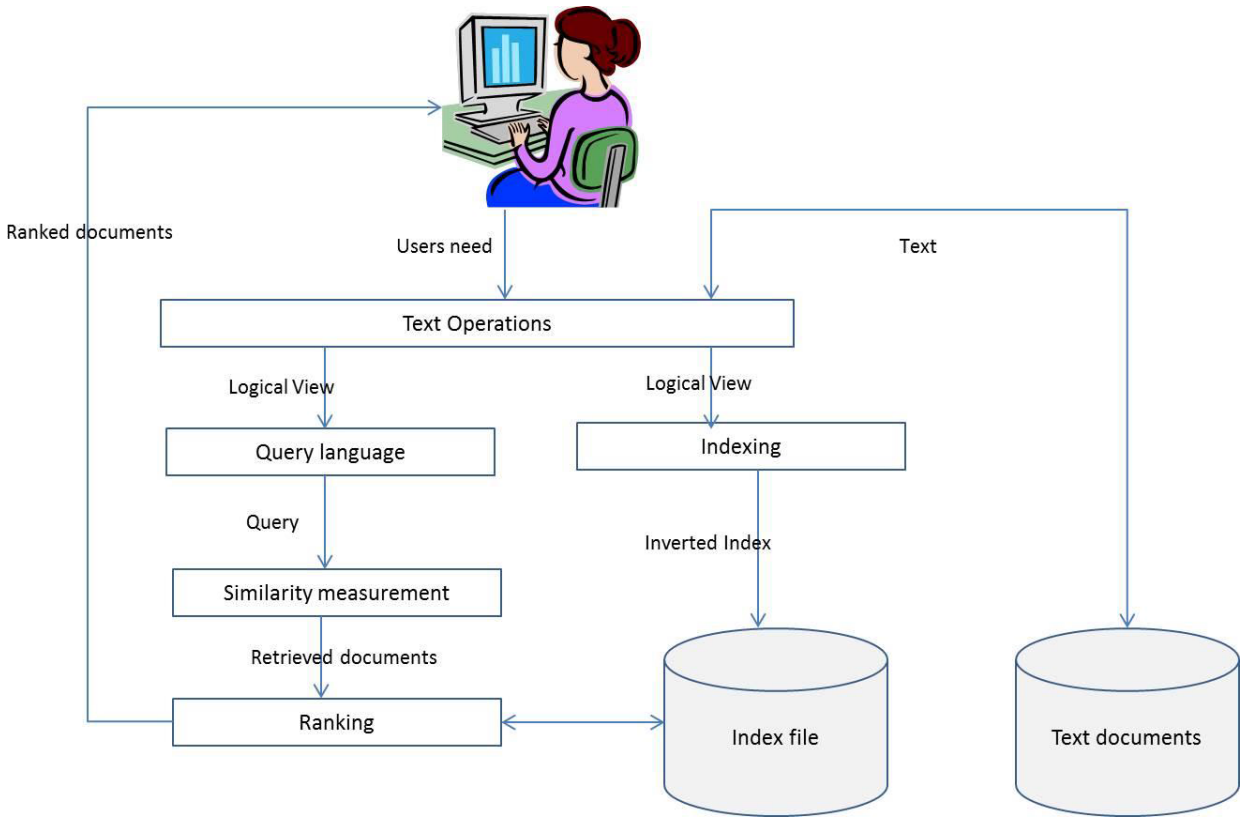 Ranked documents
Users need
Text
Text Operations
Logical View
Logical View
Query language
Indexing
Query
Inverted Index
Similarity measurement
Retrieved documents
Ranking
Index file
Text documents